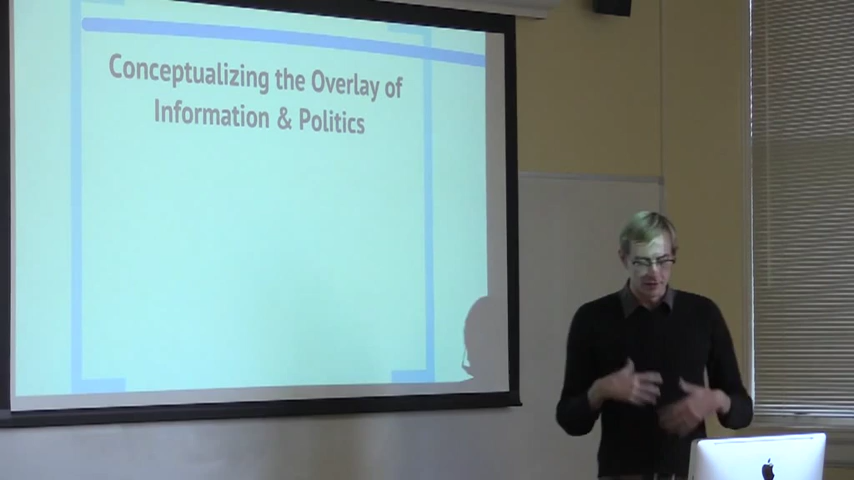 Conceptualizing the Overlay of
Information & Politics